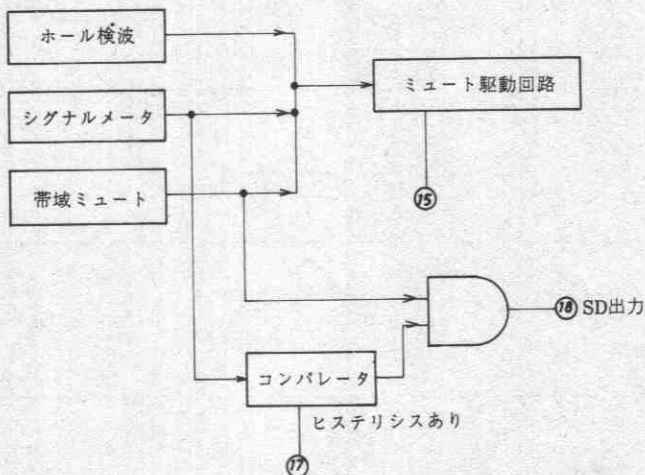 ホール検波
シグナルメータ
帯域ミュート
ミュート駆動回路
15
18 SD出力
コンパレータ
ヒステリシスあり
17